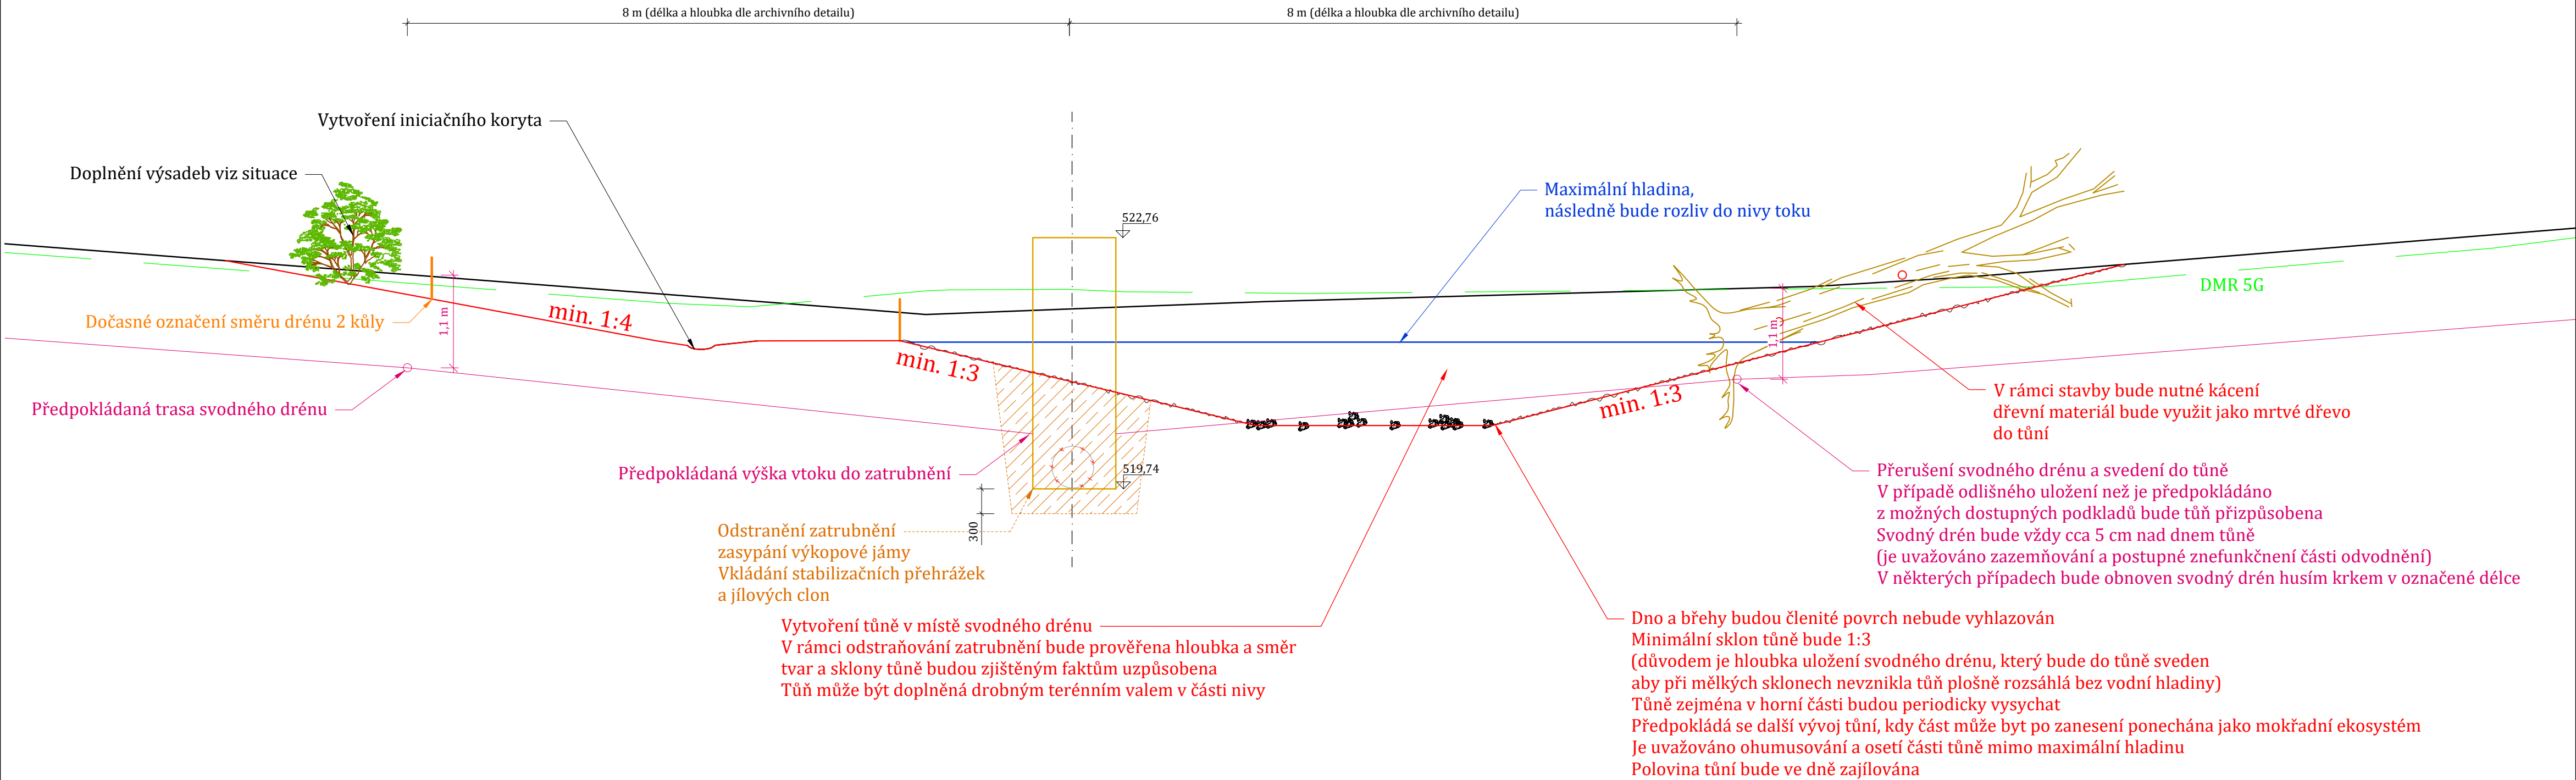 8 m (délka a hloubka dle archivního detailu)
8 m (délka a hloubka dle archivního detailu)
Vytvoření iniciačního koryta
Doplnění výsadeb viz situace
Maximální hladina,
následně bude rozliv do nivy toku
522,76
DMR 5G
Dočasné označení směru drénu 2 kůly
1,1 m
min. 1:4
1,1 m
min. 1:3
min. 1:3
V rámci stavby bude nutné kácení
dřevní materiál bude využit jako mrtvé dřevo
do tůní
Předpokládaná trasa svodného drénu
Předpokládaná výška vtoku do zatrubnění
519,74
300
Přerušení svodného drénu a svedení do tůně
V případě odlišného uložení než je předpokládáno
z možných dostupných podkladů bude tůň přizpůsobena
Svodný drén bude vždy cca 5 cm nad dnem tůně
(je uvažováno zazemňování a postupné znefunkčnení části odvodnění)
V některých případech bude obnoven svodný drén husím krkem v označené délce
Odstranění zatrubnění
zasypání výkopové jámy
Vkládání stabilizačních přehrážek
a jílových clon
Vytvoření tůně v místě svodného drénu
V rámci odstraňování zatrubnění bude prověřena hloubka a směr
tvar a sklony tůně budou zjištěným faktům uzpůsobena
Tůň může být doplněná drobným terénním valem v části nivy
Dno a břehy budou členité povrch nebude vyhlazován
Minimální sklon tůně bude 1:3
(důvodem je hloubka uložení svodného drénu, který bude do tůně sveden
aby při mělkých sklonech nevznikla tůň plošně rozsáhlá bez vodní hladiny)
Tůně zejména v horní části budou periodicky vysychat
Předpokládá se další vývoj tůní, kdy část může byt po zanesení ponechána jako mokřadní ekosystém
Je uvažováno ohumusování a osetí části tůně mimo maximální hladinu
Polovina tůní bude ve dně zajílována